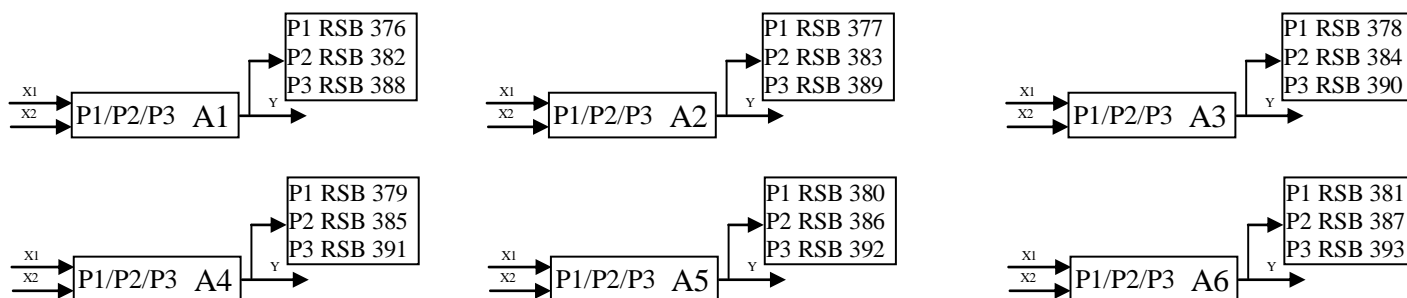 P1 RSB 376
P2 RSB 382
P3 RSB 388
X1
X2
Y
P1/P2/P3 A1
P1 RSB 377
P2 RSB 383
P3 RSB 389
X1
X2
Y
P1/P2/P3 A2
P1 RSB 378
P2 RSB 384
P3 RSB 390
X1
X2
Y
P1/P2/P3 A3
P1 RSB 379
P2 RSB 385
P3 RSB 391
X1
X2
Y
P1/P2/P3 A4
P1 RSB 380
P2 RSB 386
P3 RSB 392
X1
X2
Y
P1/P2/P3 A5
P1 RSB 381
P2 RSB 387
P3 RSB 393
X1
X2
Y
P1/P2/P3 A6